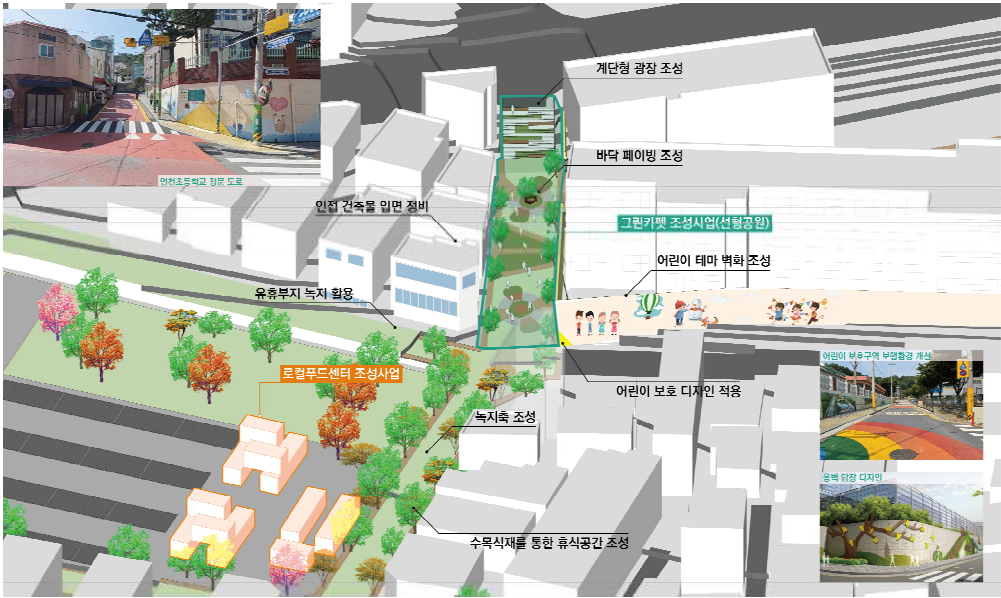 계단형 광장 조성
바닥 페이빙 조성
인천초등학교 정문 도로
인접 건축물 입면 정비
그린카펫 조성사업(선형공원)
어린이 테마 벽화 조성
유휴부지 녹지 활용
어린이 보호구역 보행환경 개선
로컬푸드센터 조성사업
어린이 보호 디자인 적용
녹지축 조성
옹벽 담장 디자인
수목식재를 통한 휴식공간 조성